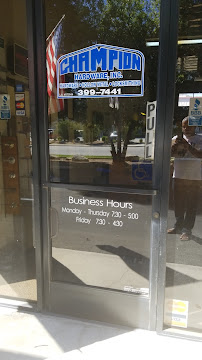 CHAMPION
HARDWARE, INC.
399-7441
PULL
Business Hours
Monday - Thursday 7:30 - 5:00
Friday 7:30 - 4:30